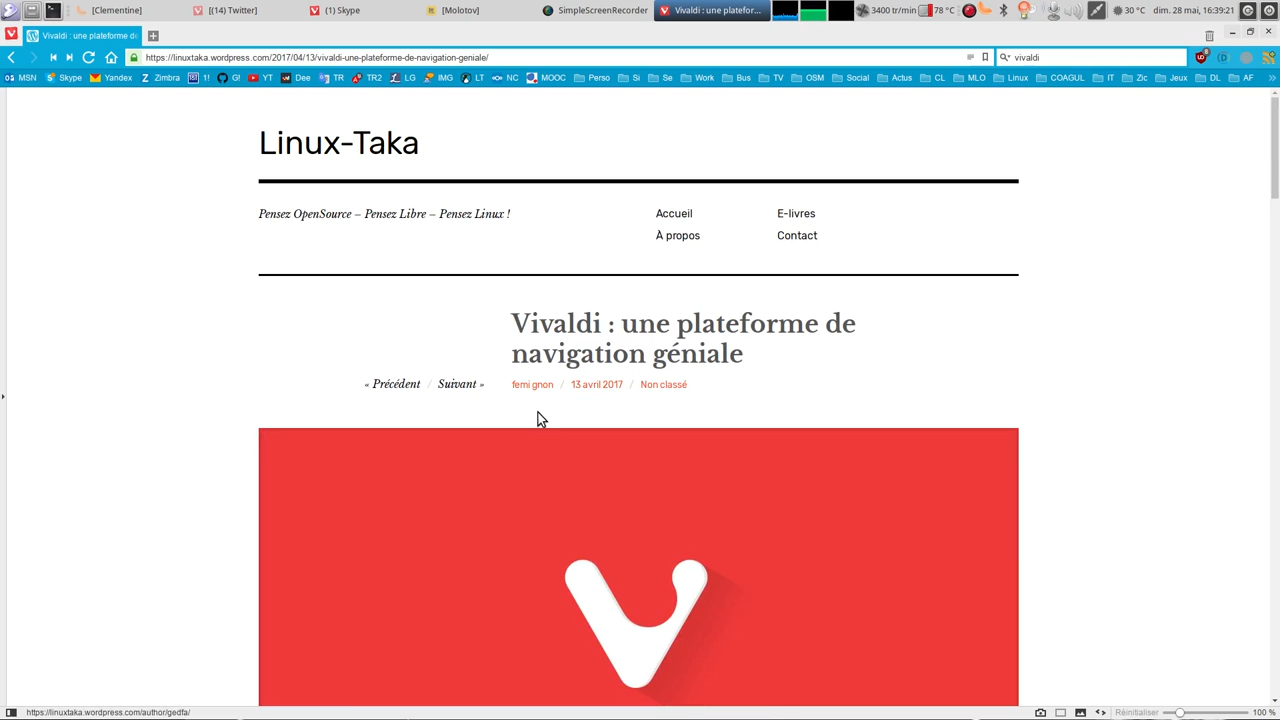 [Clementine] [(14) Twitter] (1) Skype [Molotov] SimpleScreenRecorder Vivaldi : une platefor... 3400 tr/min 78 °C 30 °C dim. 28 mai, 16:39:21
Vivaldi : une plateforme de
https://linuxtaka.wordpress.com/2017/04/13/vivaldi-une-plateforme-de-navigation-geniale/ vivaldi
MSN Skype Yandex Zimbra 1! G! YT Dee TR TR2 LG IMG LT NC MOOC Perso Si Se Work Bus TV OSM Social Actus CL MLO Linux COAGUL IT Zic Jeux DL AF
Linux-Taka
Pensez OpenSource – Pensez Libre – Pensez Linux !
Accueil E-livres
À propos Contact
Vivaldi : une plateforme de
navigation géniale
« Précédent / Suivant » femi gnon / 13 avril 2017 / Non classé
https://linuxtaka.wordpress.com/author/gedfa/ Réinitialiser 100 %